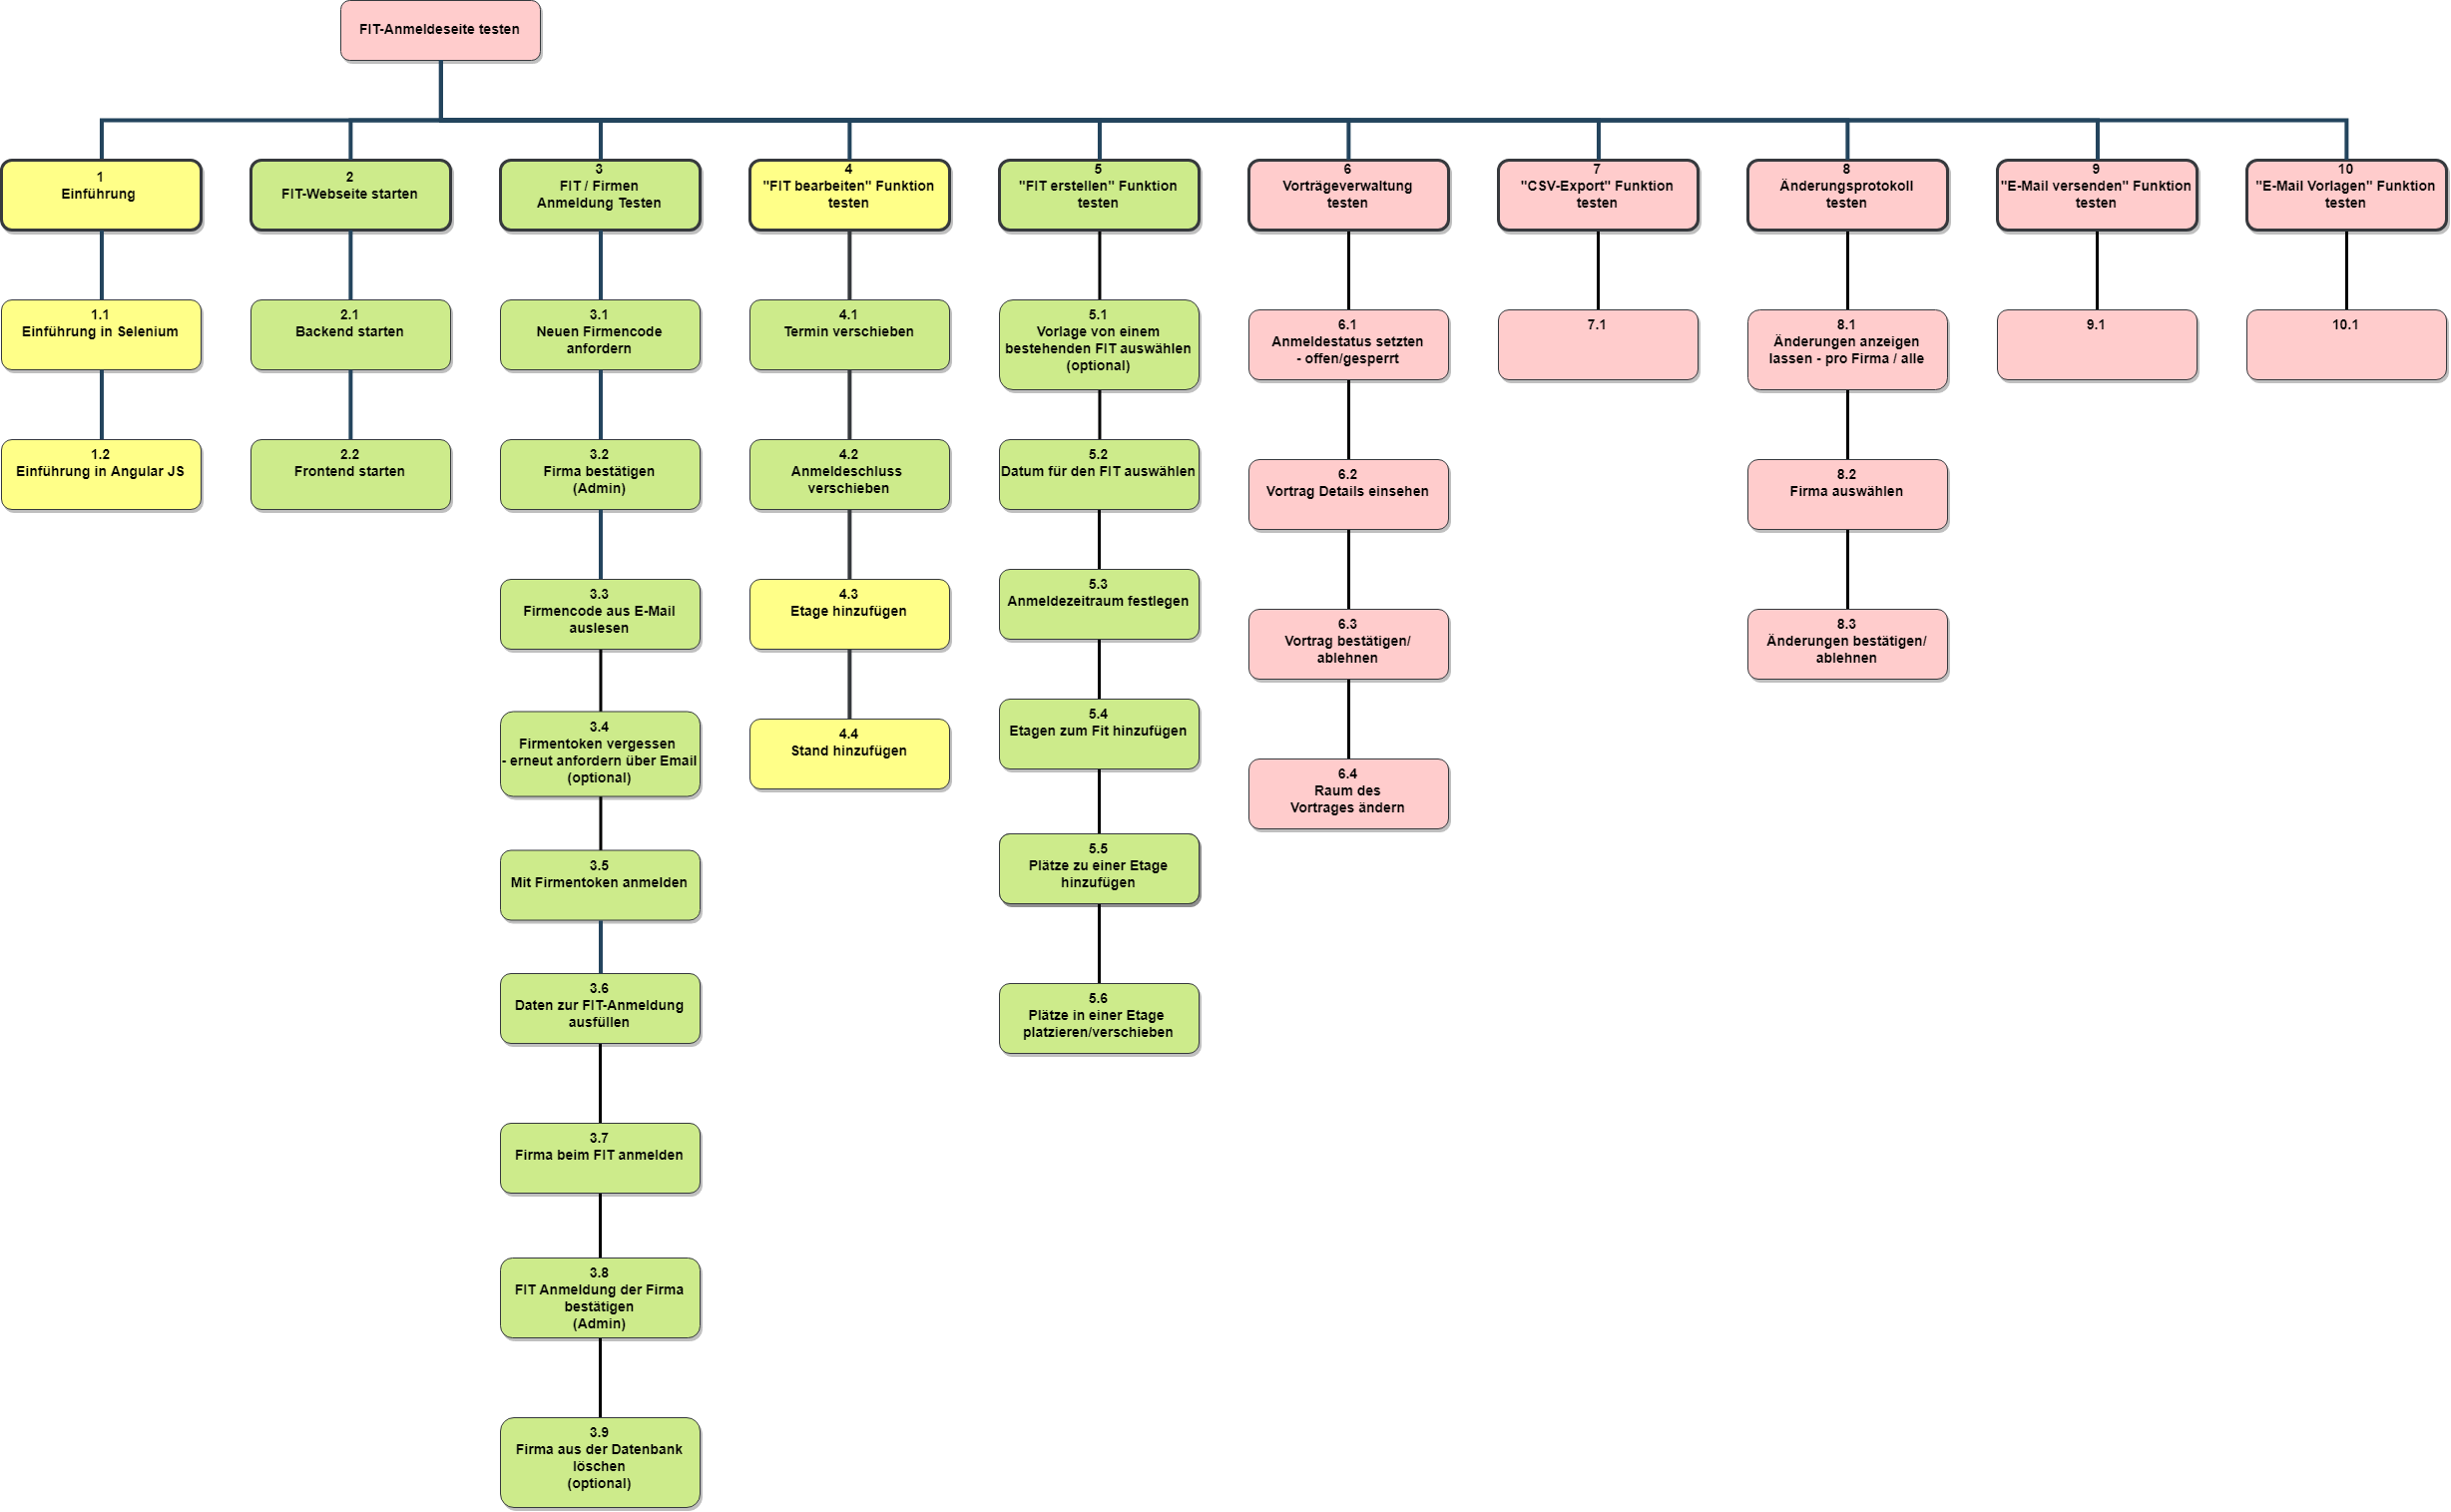 FIT-Anmeldeseite testen
1
Einführung
2
FIT-Webseite starten
3
FIT / Firmen
Anmeldung Testen
4
"FIT bearbeiten" Funktion
testen
5
"FIT erstellen" Funktion
testen
6
Vorträgeverwaltung
testen
7
"CSV-Export" Funktion
testen
8
Änderungsprotokoll
testen
9
"E-Mail versenden" Funktion
testen
10
"E-Mail Vorlagen" Funktion
testen
1.1
Einführung in Selenium
1.2
Einführung in Angular JS
2.1
Backend starten
2.2
Frontend starten
3.1
Neuen Firmencode
anfordern
3.2
Firma bestätigen
(Admin)
3.3
Firmencode aus E-Mail
auslesen
3.4
Firmentoken vergessen
- erneut anfordern über Email
(optional)
3.5
Mit Firmentoken anmelden
3.6
Daten zur FIT-Anmeldung
ausfüllen
3.7
Firma beim FIT anmelden
3.8
FIT Anmeldung der Firma
bestätigen
(Admin)
3.9
Firma aus der Datenbank
löschen
(optional)
4.1
Termin verschieben
4.2
Anmeldeschluss
verschieben
4.3
Etage hinzufügen
4.4
Stand hinzufügen
5.1
Vorlage von einem
bestehenden FIT auswählen
(optional)
5.2
Datum für den FIT auswählen
5.3
Anmeldezeitraum festlegen
5.4
Etagen zum Fit hinzufügen
5.5
Plätze zu einer Etage
hinzufügen
5.6
Plätze in einer Etage
platzieren/verschieben
6.1
Anmeldestatus setzten
- offen/gesperrt
6.2
Vortrag Details einsehen
6.3
Vortrag bestätigen/
ablehnen
6.4
Raum des
Vortrages ändern
7.1
8.1
Änderungen anzeigen
lassen - pro Firma / alle
8.2
Firma auswählen
8.3
Änderungen bestätigen/
ablehnen
9.1
10.1